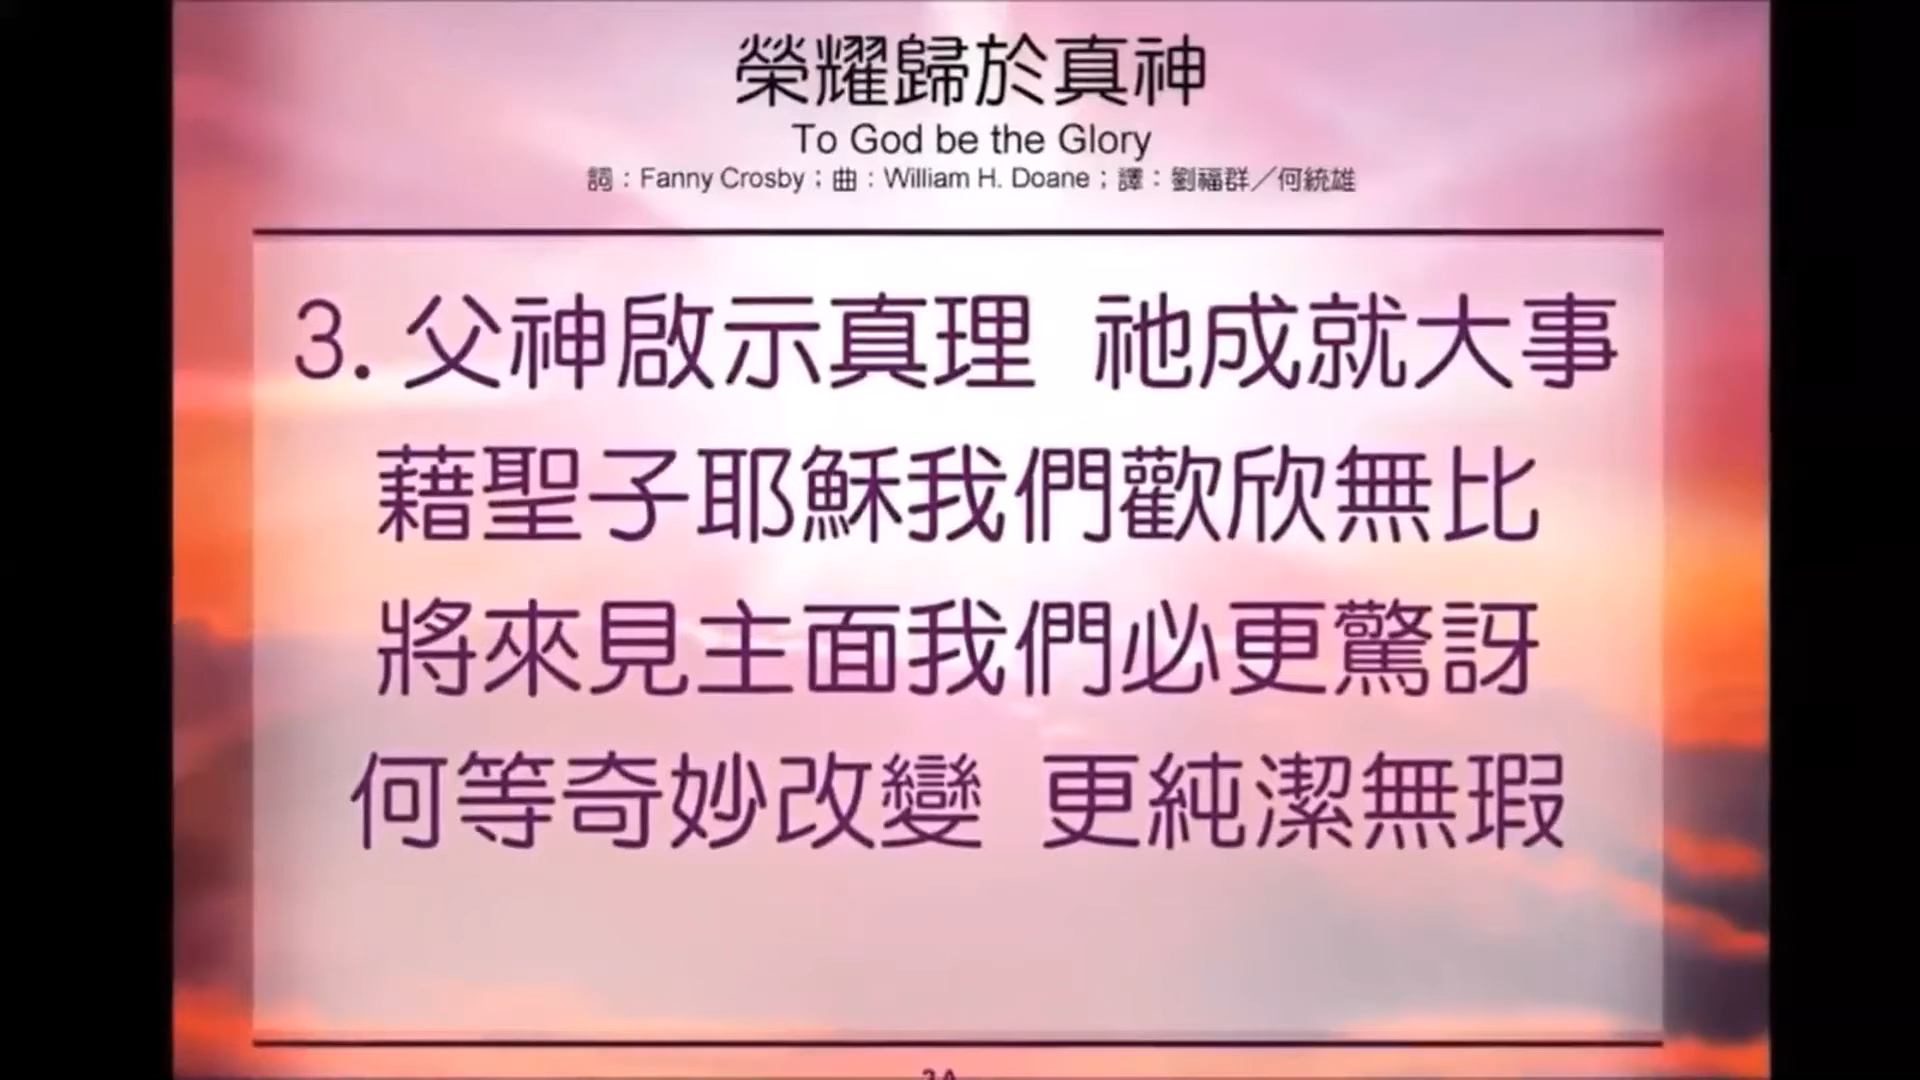 榮耀歸於真神
To God be the Glory
詞：Fanny Crosby；曲：William H. Doane；譯：劉福群／何統雄
3. 父神啟示真理 祂成就大事
藉聖子耶穌我們歡欣無比
將來見主面我們必更驚訝
何等奇妙改變 更純潔無瑕